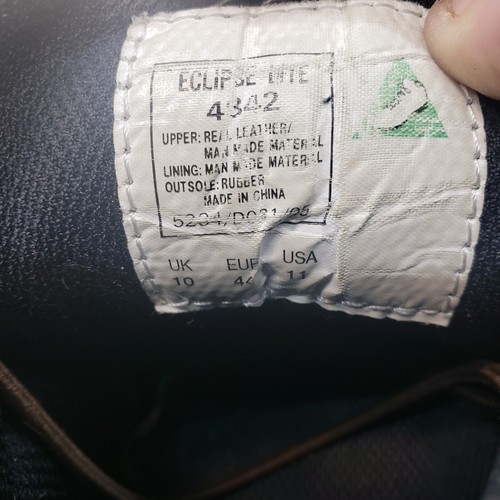 ECLIPSE LITE
4842
UPPER: REAL LEATHER/
MAN MADE MATERIAL
LINING: MAN MADE MATERIAL
OUTSOLE: RUBBER
MADE IN CHINA
UK EUR USA
10 44 11